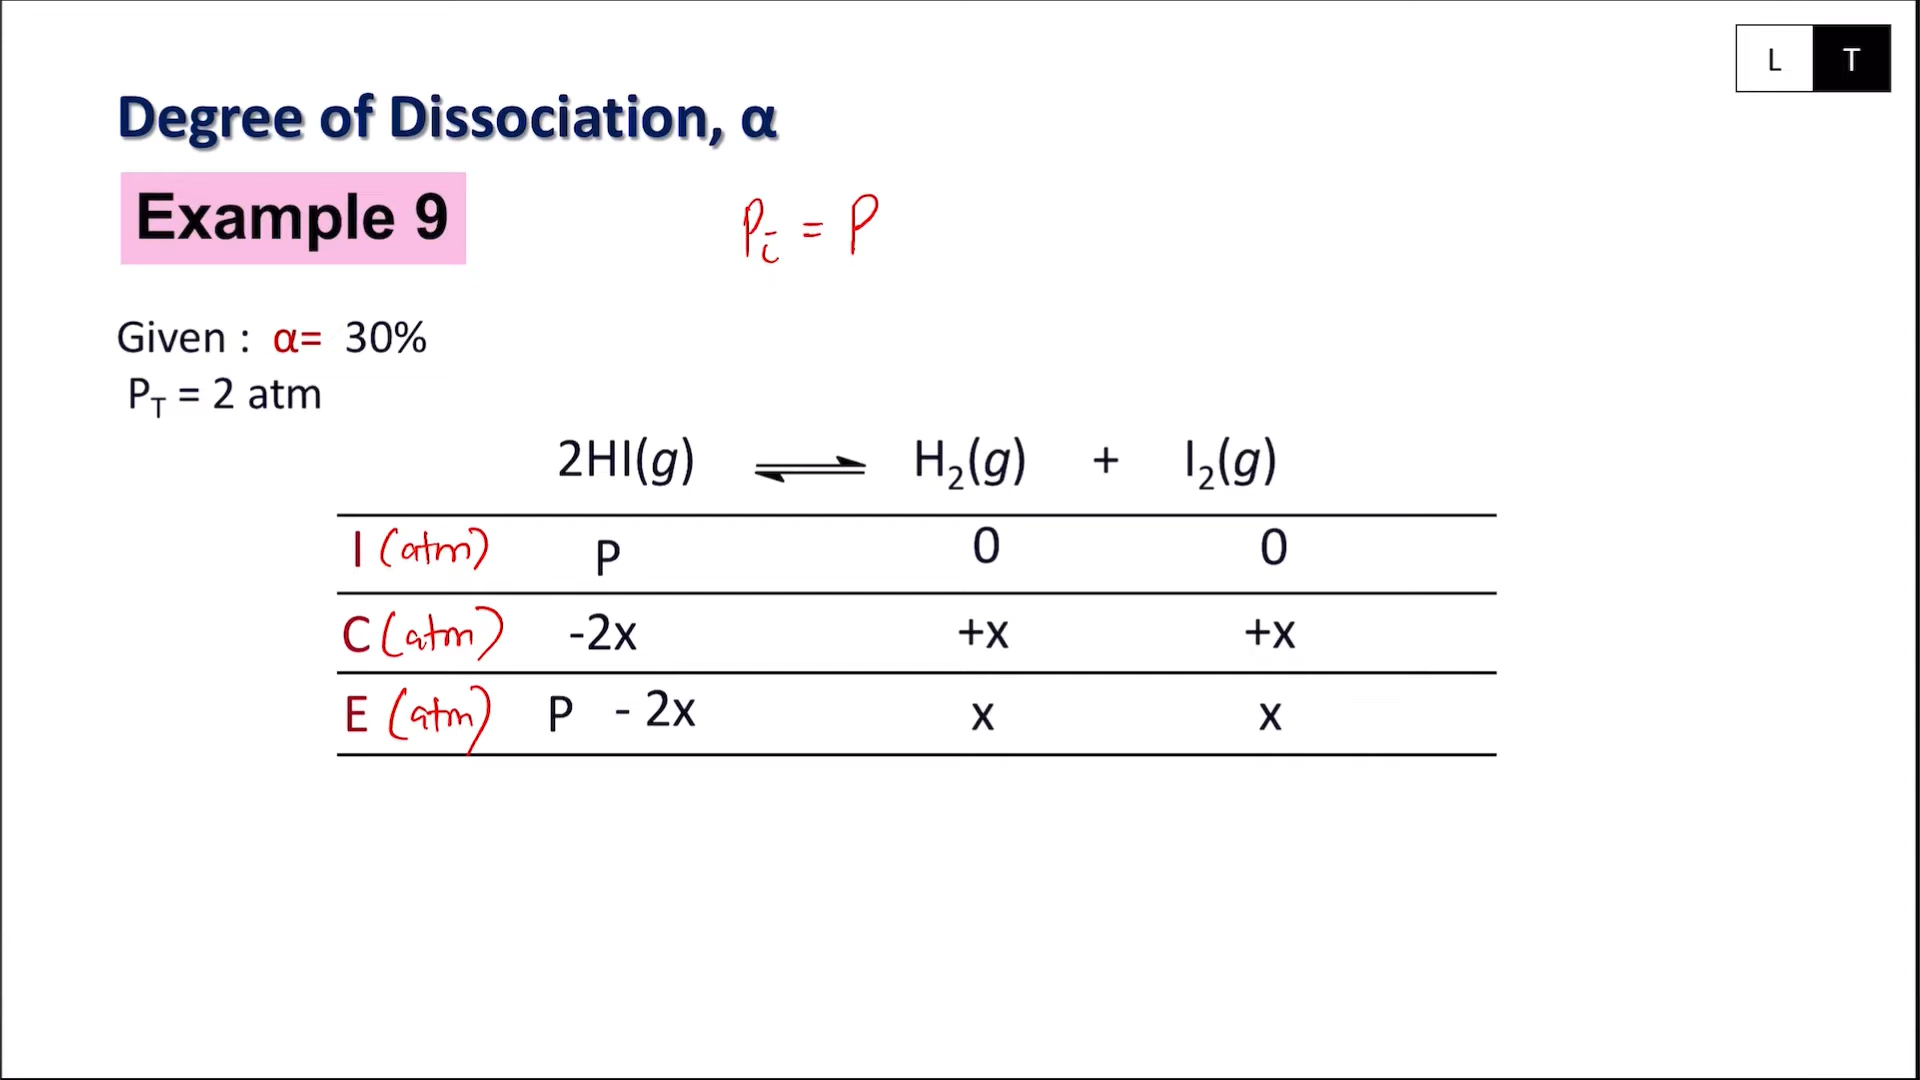 L T
Degree of Dissociation, α
Example 9
Pi = P
Given : α= 30%
PT = 2 atm
2HI(g) ⇌ H2(g) + I2(g)
I (atm) P 0 0
C (atm) -2x +x +x
E (atm) P - 2x x x